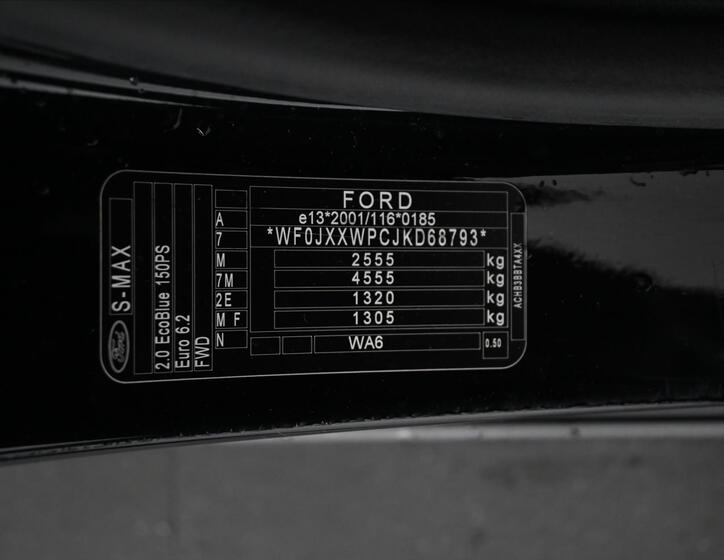 FORD
A
e13*2001/116*0185
7
*WF0JXXWPCJKD68793*
M
2555 kg
7M
4555 kg
2E
1320 kg
M F
1305 kg
N
WA6
0.50
S-MAX
Ford
2.0 EcoBlue 150PS
Euro 6.2
FWD
ACHB3BBTA4XX